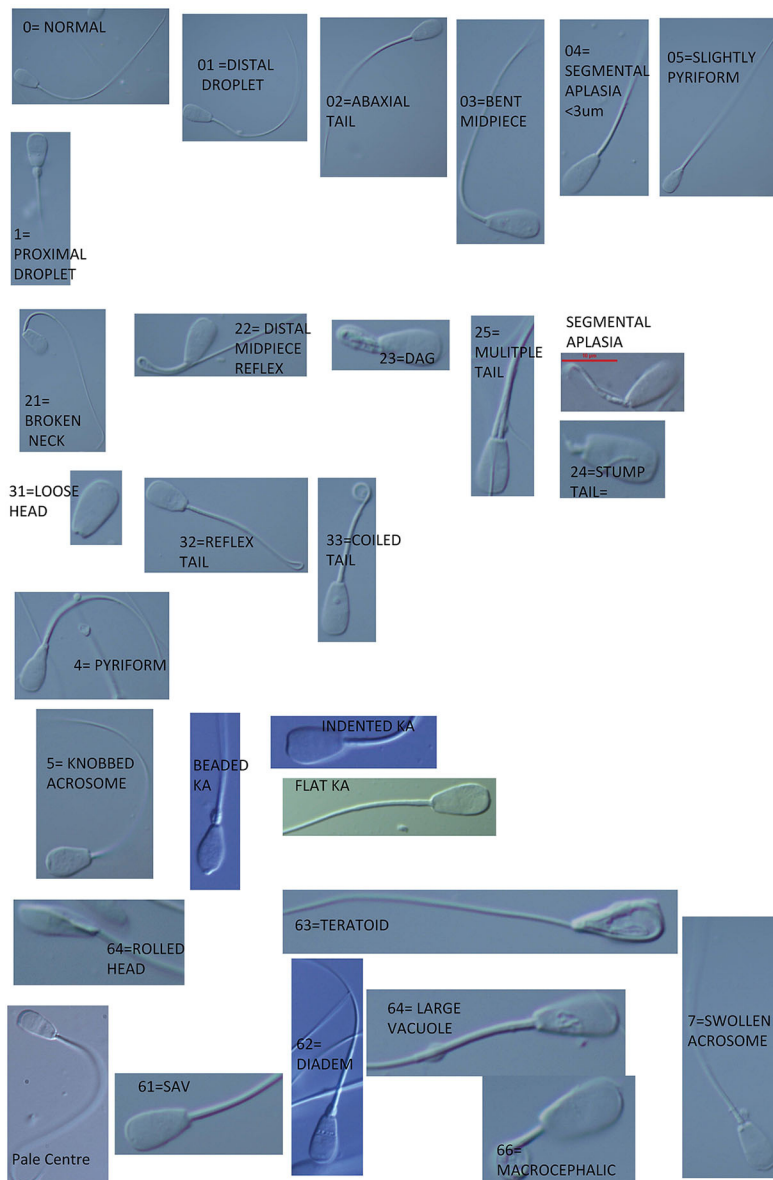 0= NORMAL
01 =DISTAL
DROPLET
02=ABAXIAL
TAIL
03=BENT
MIDPIECE
04=
SEGMENTAL
APLASIA
<3um
05=SLIGHTLY
PYRIFORM
1=
PROXIMAL
DROPLET
21=
BROKEN
NECK
22= DISTAL
MIDPIECE
REFLEX
23=DAG
25=
MULITPLE
TAIL
SEGMENTAL
APLASIA
10 µm
24=STUMP
TAIL=
31=LOOSE
HEAD
32=REFLEX
TAIL
33=COILED
TAIL
4= PYRIFORM
5= KNOBBED
ACROSOME
BEADED
KA
INDENTED KA
FLAT KA
64=ROLLED
HEAD
63=TERATOID
Pale Centre
61=SAV
62=
DIADEM
64= LARGE
VACUOLE
66=
MACROCEPHALIC
7=SWOLLEN
ACROSOME